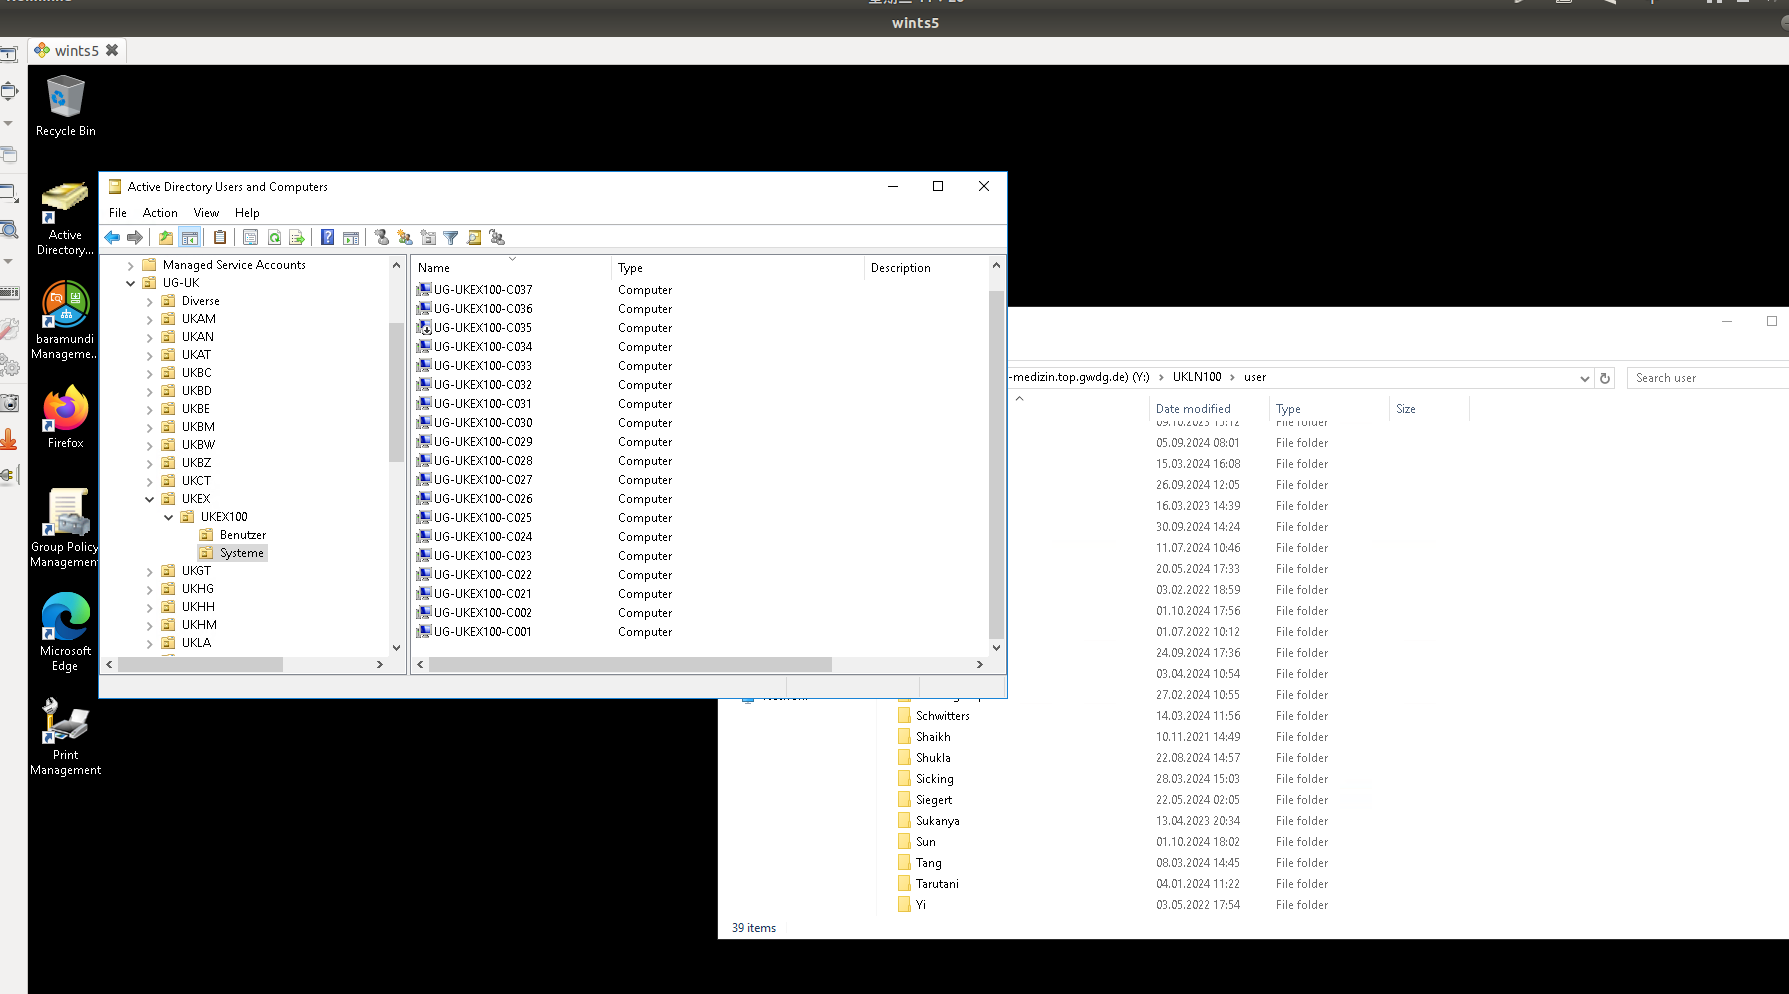 wints5
wints5
Recycle Bin
Active
Directory...
baramundi
Manageme...
Firefox
Group Policy
Management
Microsoft
Edge
Print
Management
Active Directory Users and Computers
File Action View Help
Managed Service Accounts
UG-UK
Diverse
UKAM
UKAN
UKAT
UKBC
UKBD
UKBE
UKBM
UKBW
UKBZ
UKCT
UKEX
UKEX100
Benutzer
Systeme
UKGT
UKHG
UKHH
UKHM
UKLA
Name Type Description
UG-UKEX100-C037 Computer
UG-UKEX100-C036 Computer
UG-UKEX100-C035 Computer
UG-UKEX100-C034 Computer
UG-UKEX100-C033 Computer
UG-UKEX100-C032 Computer
UG-UKEX100-C031 Computer
UG-UKEX100-C030 Computer
UG-UKEX100-C029 Computer
UG-UKEX100-C028 Computer
UG-UKEX100-C027 Computer
UG-UKEX100-C026 Computer
UG-UKEX100-C025 Computer
UG-UKEX100-C024 Computer
UG-UKEX100-C023 Computer
UG-UKEX100-C022 Computer
UG-UKEX100-C021 Computer
UG-UKEX100-C002 Computer
UG-UKEX100-C001 Computer
-medizin.top.gwdg.de) (Y:) > UKLN100 > user
Search user
Date modified Type Size
09.10.2023 15:12 File folder
05.09.2024 08:01 File folder
15.03.2024 16:08 File folder
26.09.2024 12:05 File folder
16.03.2023 14:39 File folder
30.09.2024 14:24 File folder
11.07.2024 10:46 File folder
20.05.2024 17:33 File folder
03.02.2022 18:59 File folder
01.10.2024 17:56 File folder
01.07.2022 10:12 File folder
24.09.2024 17:36 File folder
03.04.2024 10:54 File folder
27.02.2024 10:55 File folder
Schwitters 14.03.2024 11:56 File folder
Shaikh 10.11.2021 14:49 File folder
Shukla 22.08.2024 14:57 File folder
Sicking 28.03.2024 15:03 File folder
Siegert 22.05.2024 02:05 File folder
Sukanya 13.04.2023 20:34 File folder
Sun 01.10.2024 18:02 File folder
Tang 08.03.2024 14:45 File folder
Tarutani 04.01.2024 11:22 File folder
Yi 03.05.2022 17:54 File folder
39 items